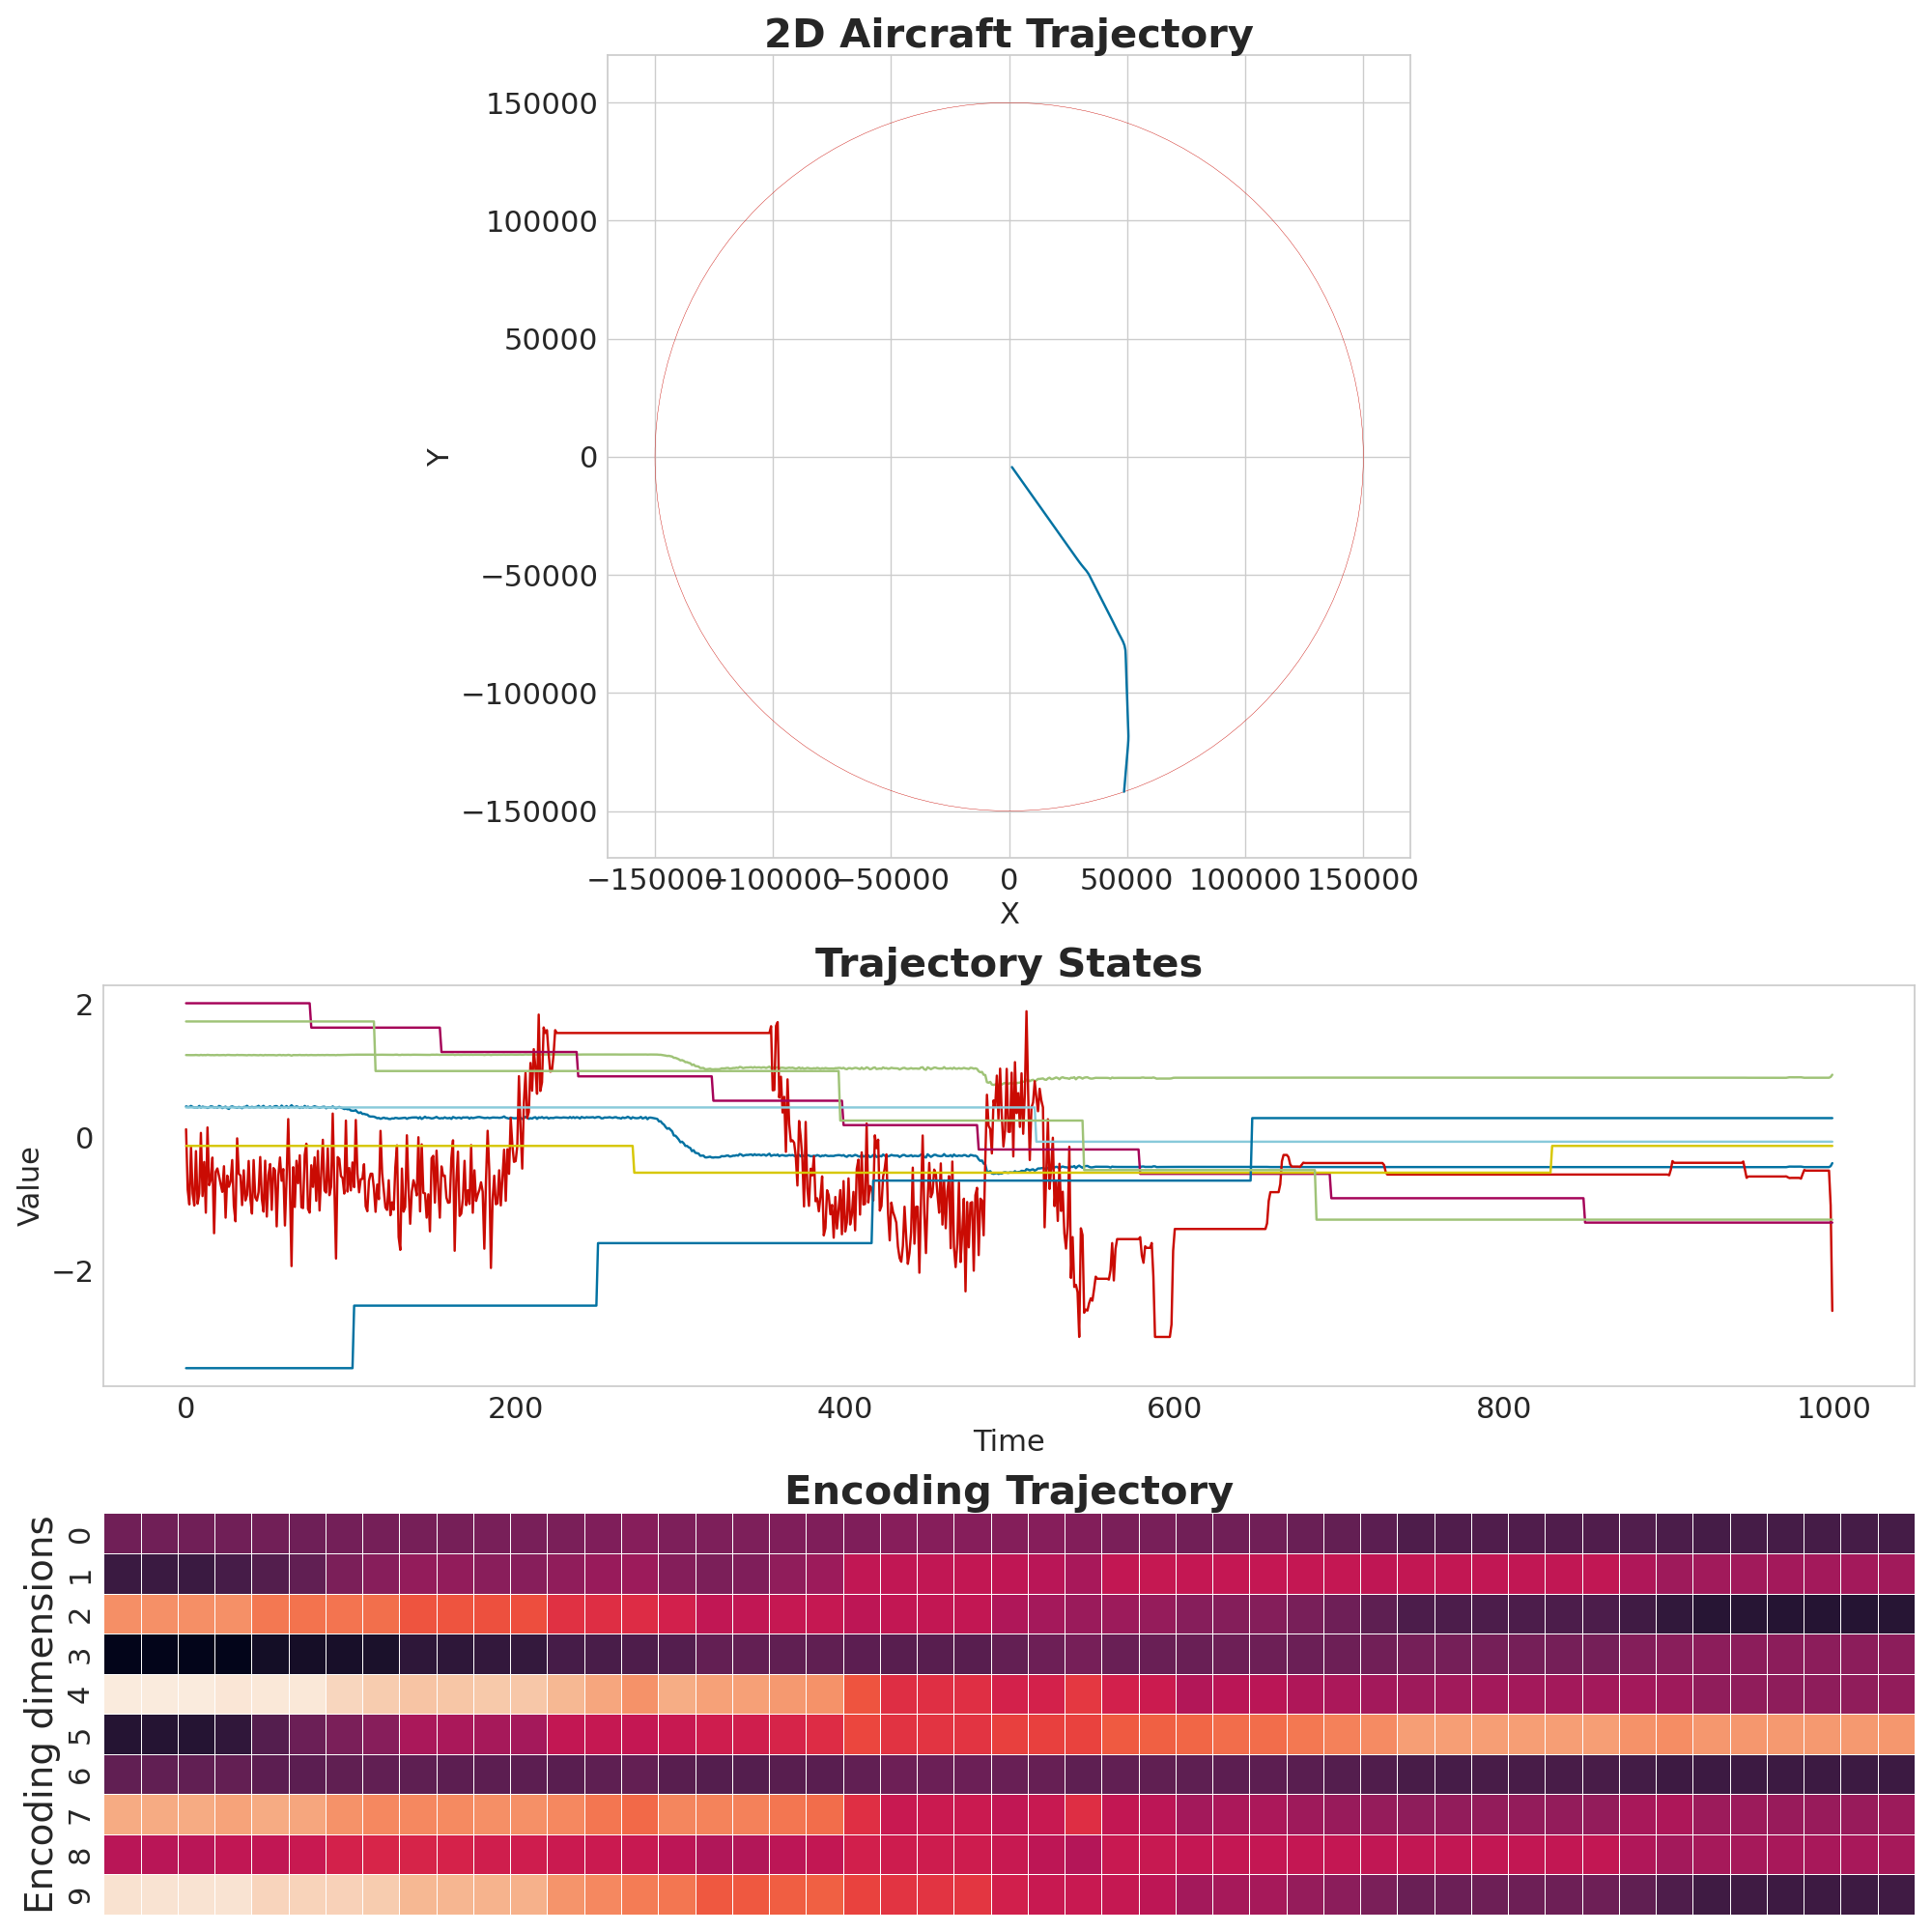 2D Aircraft Trajectory
150000
100000
50000
0
−50000
−100000
−150000
Y
−150000 −100000 −50000 0 50000 100000 150000
X
Trajectory States
2
0
−2
Value
0 200 400 600 800 1000
Time
Encoding Trajectory
Encoding dimensions
0
1
2
3
4
5
6
7
8
9